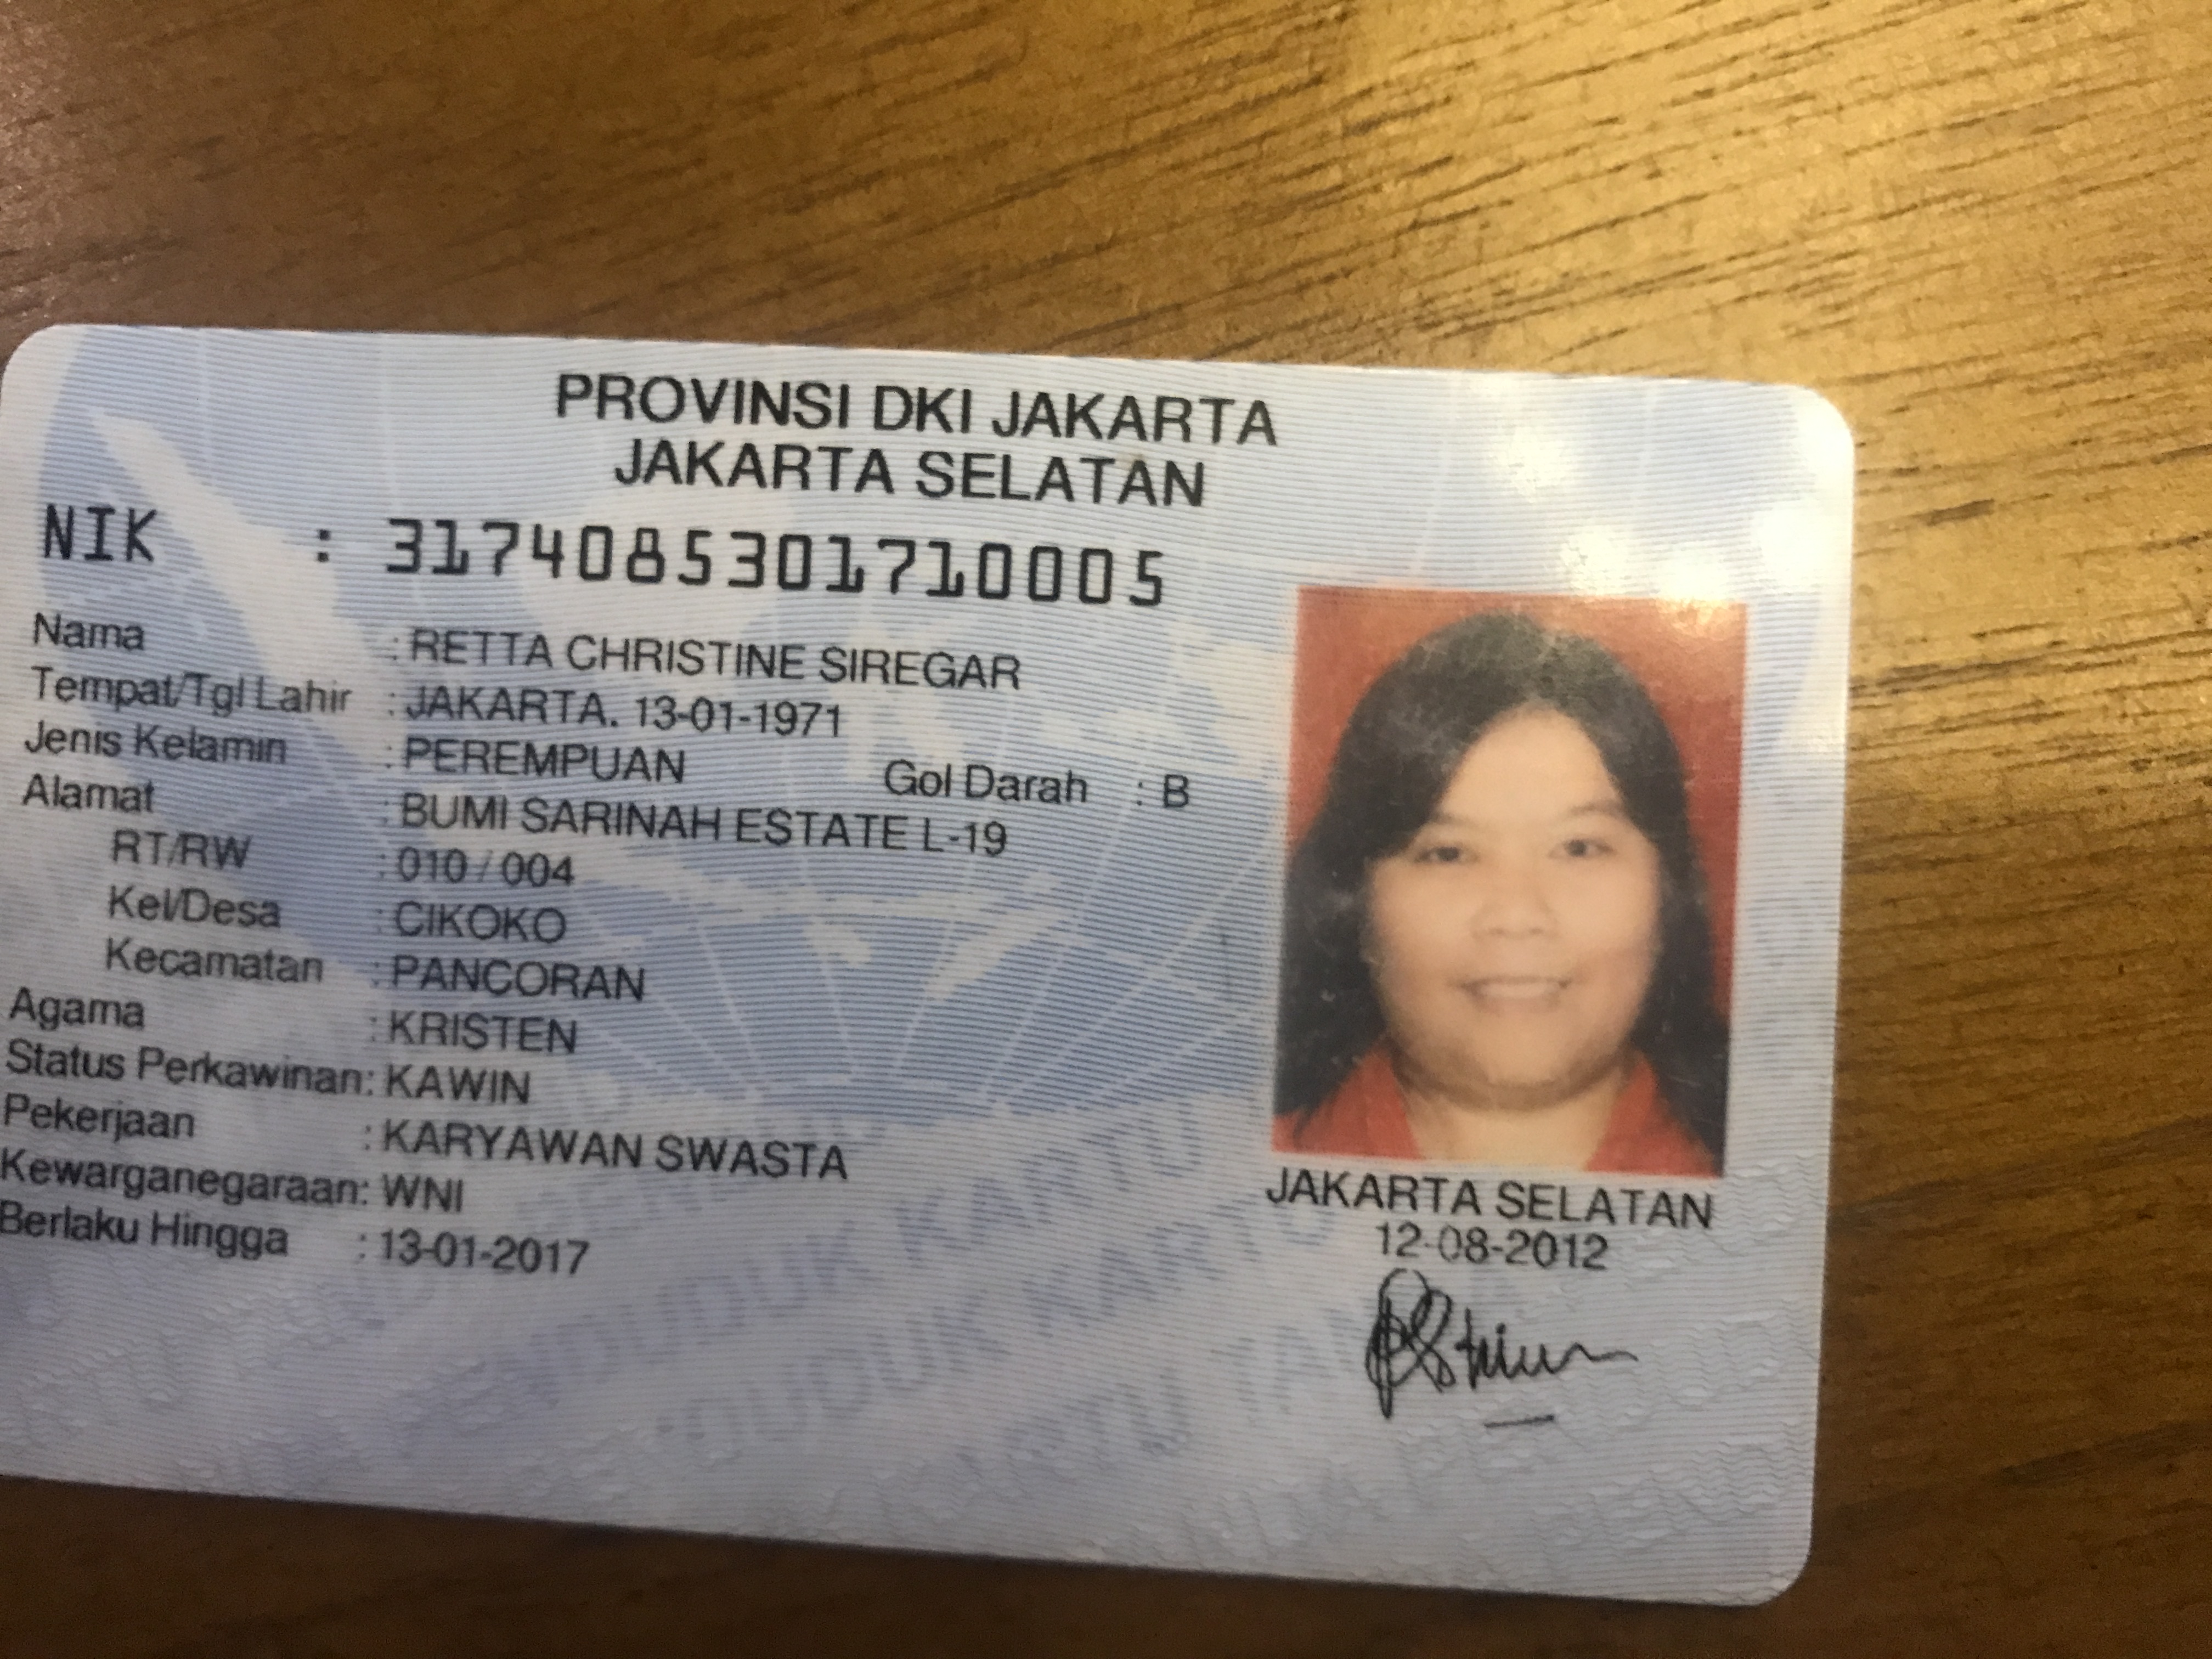 PROVINSI DKI JAKARTA
JAKARTA SELATAN
NIK : 3174085301710005
Nama : RETTA CHRISTINE SIREGAR
Tempat/Tgl Lahir : JAKARTA, 13-01-1971
Jenis Kelamin : PEREMPUAN Gol Darah : B
Alamat : BUMI SARINAH ESTATE L-19
RT/RW : 010 / 004
Kel/Desa : CIKOKO
Kecamatan : PANCORAN
Agama : KRISTEN
Status Perkawinan: KAWIN
Pekerjaan : KARYAWAN SWASTA
Kewarganegaraan: WNI
Berlaku Hingga : 13-01-2017
JAKARTA SELATAN
12-08-2012